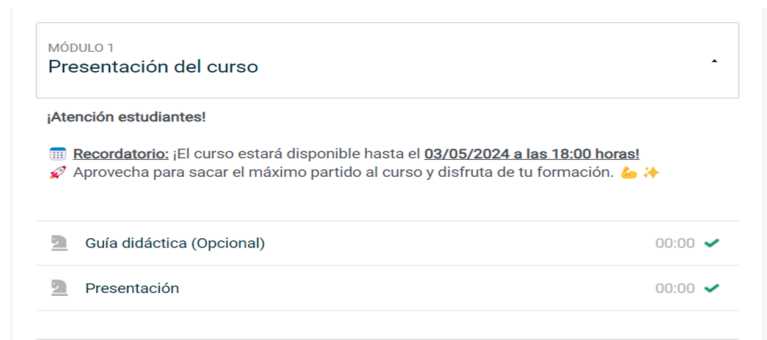 MÓDULO 1
Presentación del curso
¡Atención estudiantes!
📅 Recordatorio: ¡El curso estará disponible hasta el 03/05/2024 a las 18:00 horas!
🚀 Aprovecha para sacar el máximo partido al curso y disfruta de tu formación. 💪 ✨
Guía didáctica (Opcional) 00:00
Presentación 00:00